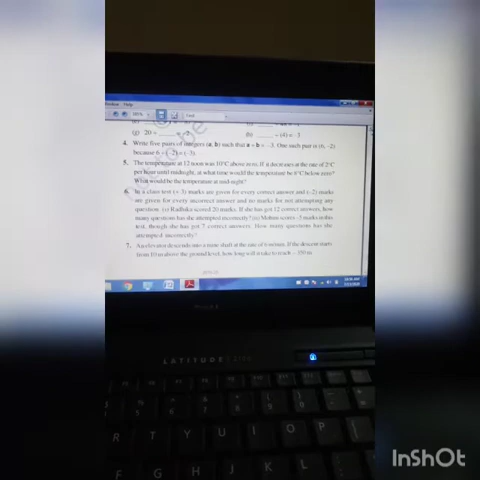 Window Help
Find
(g) 20 ÷
(h) ÷ (4) = -5
4. Write five pairs of integers (a, b) such that a ÷ b = -3. One such pair is (6, -2)
because 6 ÷ (-2) = (-3).
5. The temperature at 12 noon was 10°C above zero. If it decreases at the rate of 2°C
per hour until midnight, at what time would the temperature be 8°C below zero?
What would be the temperature at mid-night?
6. In a class test (+ 3) marks are given for every correct answer and (-2) marks
are given for every incorrect answer and no marks for not attempting
any question. (i) Radhika scored 20 marks. If she has got 12 correct answers, how
many questions has she attempted incorrectly? (ii) Mohini scores -5 marks in this
test, though she has got 7 correct answers. How many questions has she
attempted incorrectly?
7. An elevator descends into a mine shaft at the rate of 6 m/min. If the descent starts
from 10 m above the ground level, how long will it take to reach - 350 m.
LATITUDE
R T Y U I O P
F G H J K L
InShOt